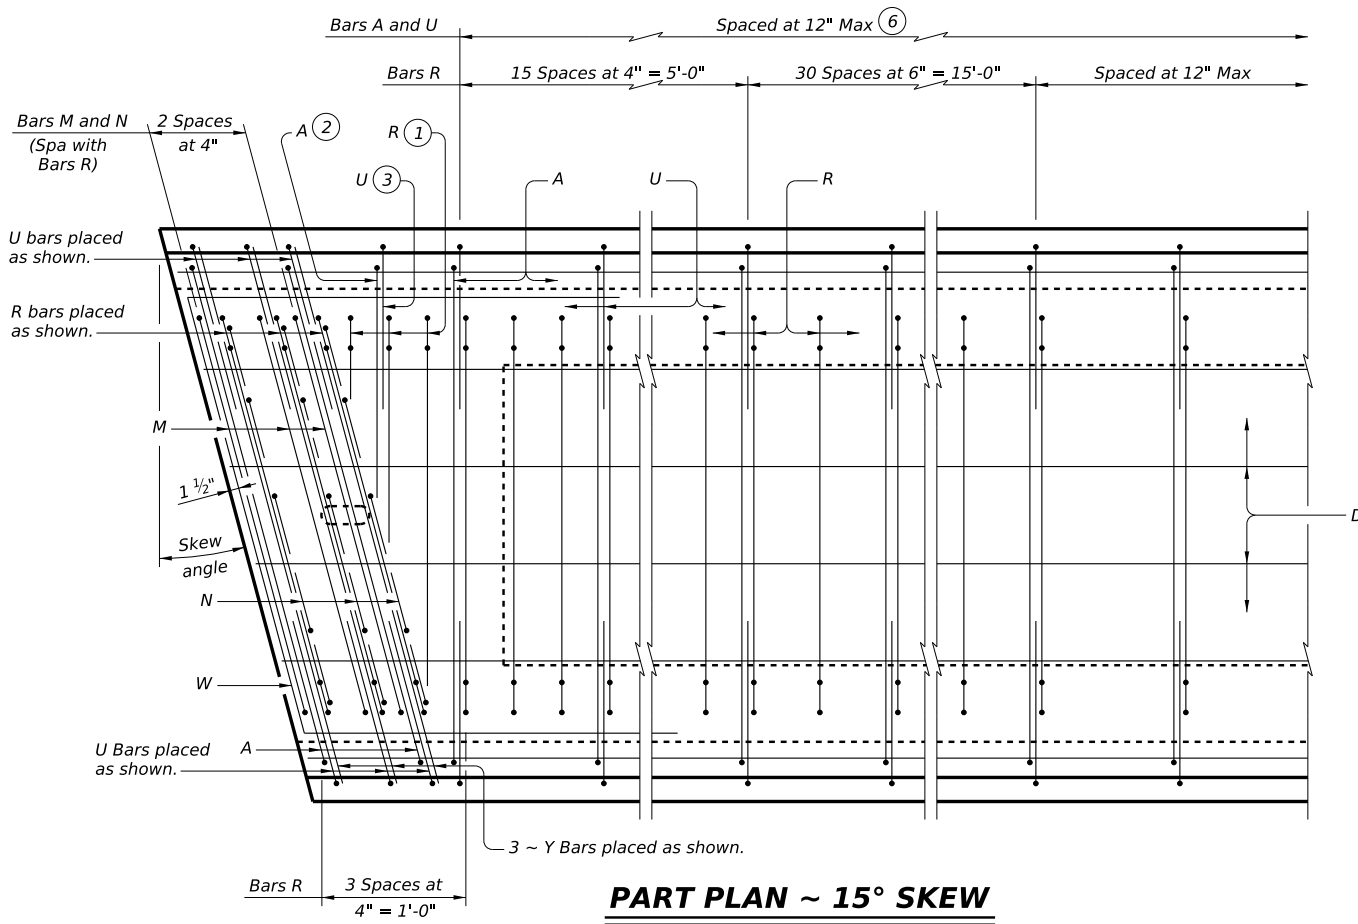 Bars A and U
Spaced at 12" Max 6
Bars R
15 Spaces at 4" = 5'-0"
30 Spaces at 6" = 15'-0"
Spaced at 12" Max
Bars M and N
(Spa with
Bars R)
2 Spaces
at 4"
A 2
R 1
U 3
A
U
R
U bars placed
as shown.
R bars placed
as shown.
M
1 1/2"
Skew
angle
D
N
W
U Bars placed
as shown.
A
3 ~ Y Bars placed as shown.
Bars R
3 Spaces at
4" = 1'-0"
PART PLAN ~ 15° SKEW